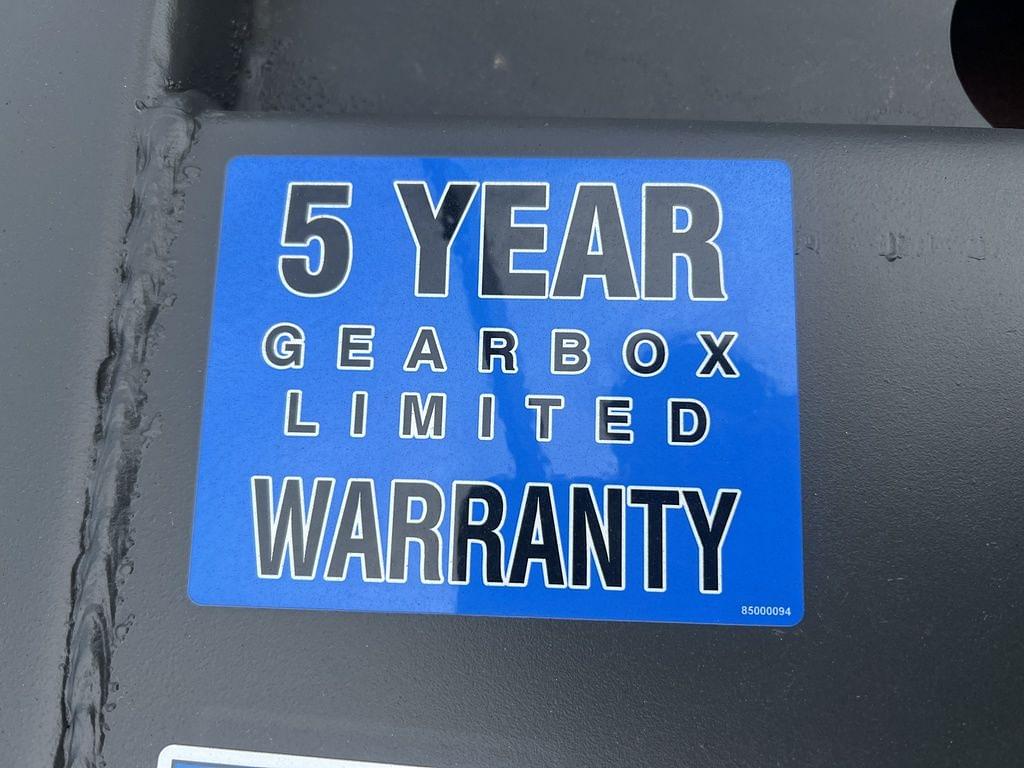 5 YEAR
GEARBOX
LIMITED
WARRANTY
85000094